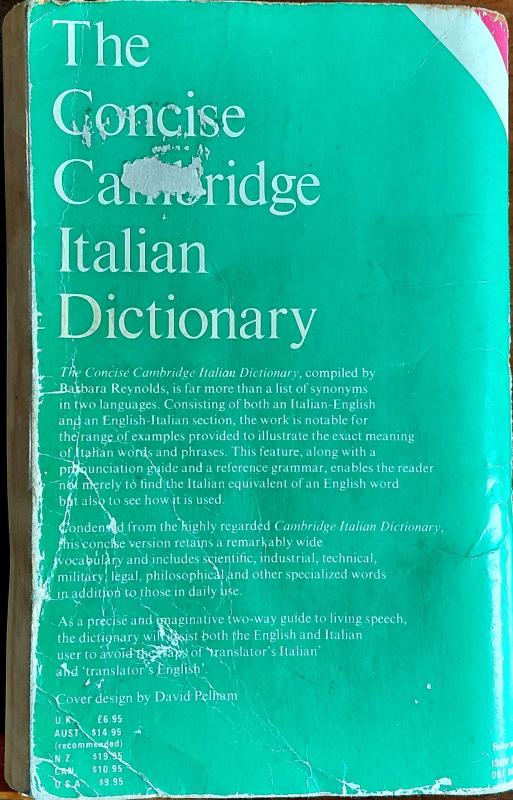 The
Concise
Cambridge
Italian
Dictionary
The Concise Cambridge Italian Dictionary, compiled by
Barbara Reynolds, is far more than a list of synonyms
in two languages. Consisting of both an Italian-English
and an English-Italian section, the work is notable for
the range of examples provided to illustrate the exact meaning
of Italian words and phrases. This feature, along with a
pronunciation guide and a reference grammar, enables the reader
not merely to find the Italian equivalent of an English word
but also to see how it is used.
Condensed from the highly regarded Cambridge Italian Dictionary,
this concise version retains a remarkably wide
vocabulary and includes scientific, industrial, technical,
military, legal, philosophical and other specialized words
in addition to those in daily use.
As a precise and imaginative two-way guide to living speech,
the dictionary will assist both the English and Italian
user to avoid the traps of 'translator's Italian'
and 'translator's English'.
Cover design by David Pelham
U.K. £6.95
AUST. $14.95
(recommended)
N.Z. $19.95
CAN. $10.95
U.S.A. $9.95